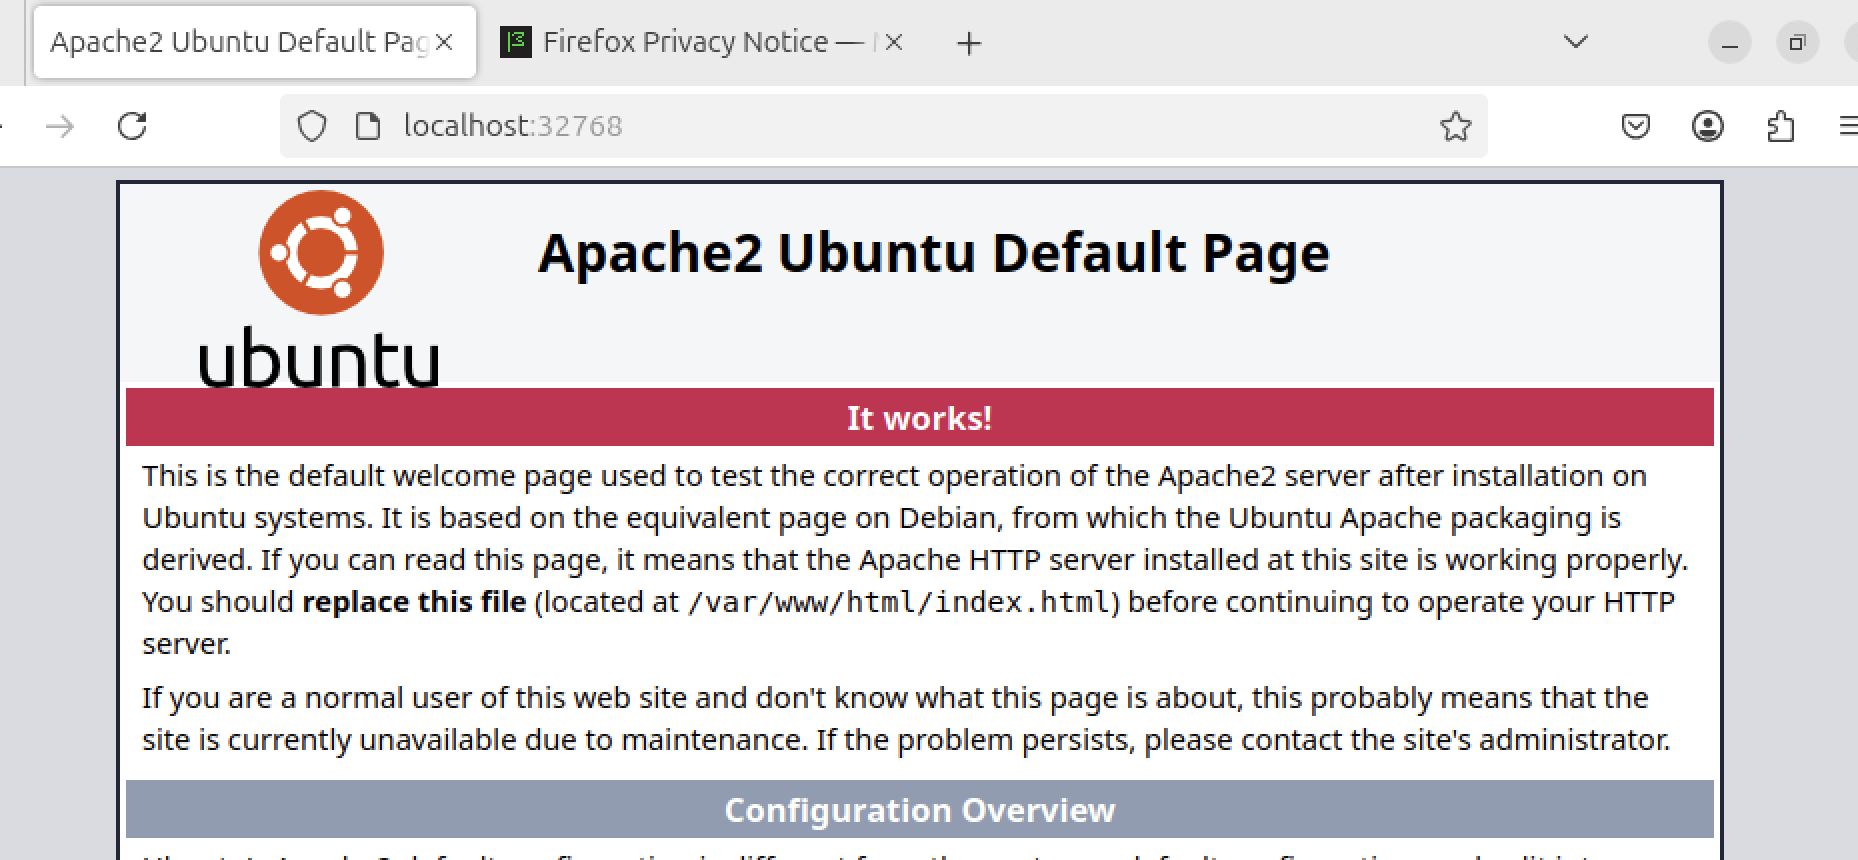 Apache2 Ubuntu Default Pag
Firefox Privacy Notice —
localhost:32768
ubuntu
Apache2 Ubuntu Default Page
It works!
This is the default welcome page used to test the correct operation of the Apache2 server after installation on
Ubuntu systems. It is based on the equivalent page on Debian, from which the Ubuntu Apache packaging is
derived. If you can read this page, it means that the Apache HTTP server installed at this site is working properly.
You should replace this file (located at /var/www/html/index.html) before continuing to operate your HTTP
server.
If you are a normal user of this web site and don't know what this page is about, this probably means that the
site is currently unavailable due to maintenance. If the problem persists, please contact the site's administrator.
Configuration Overview